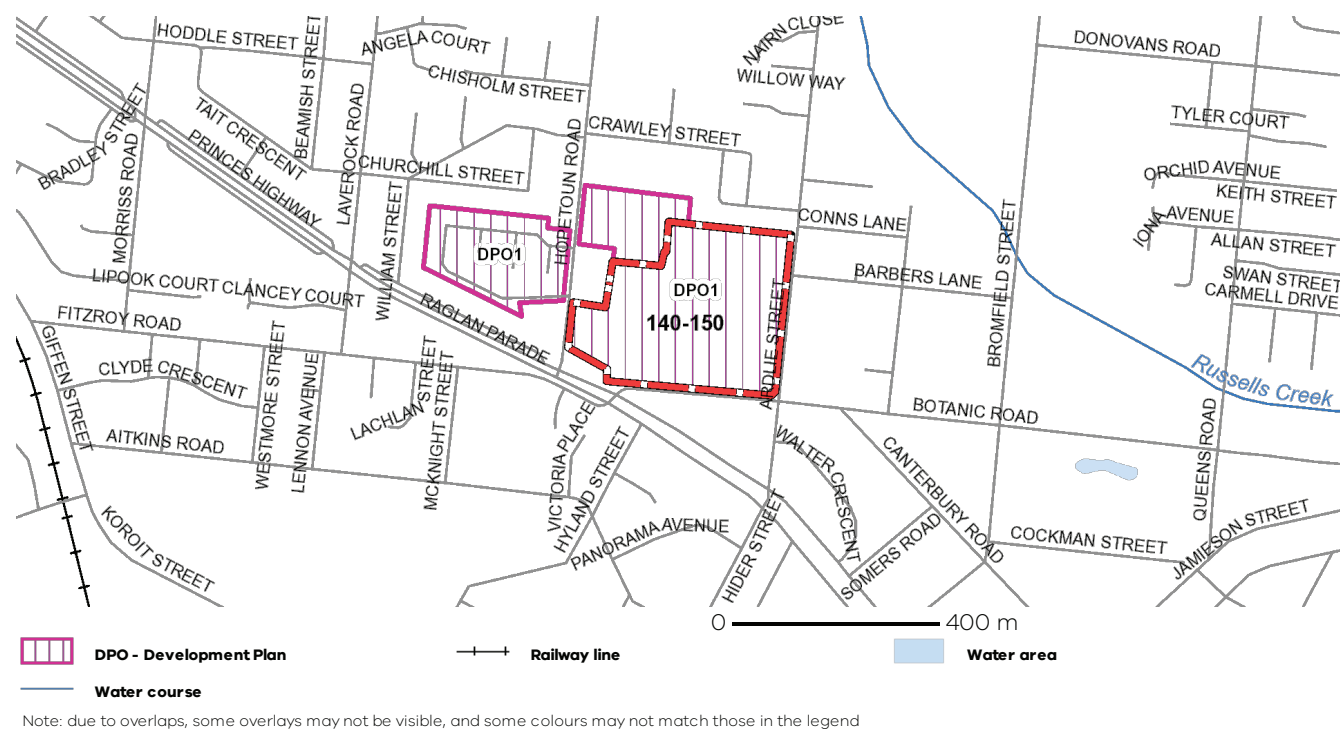 HODDLE STREET
BEAMISH STREET
ANGELA COURT
CHISHOLM STREET
NAIRN CLOSE
WILLOW WAY
DONOVANS ROAD
TYLER COURT
BRADLEY STREET
TAIT CRESCENT
PRINCES HIGHWAY
MORRISS ROAD
LAVEROCK ROAD
CHURCHILL STREET
HOPETOUN ROAD
CRAWLEY STREET
ORCHID AVENUE
KEITH STREET
IONA AVENUE
ALLAN STREET
SWAN STREET
CARMELL DRIVE
CONNS LANE
BARBERS LANE
BROMFIELD STREET
WILLIAM STREET
DPO1
DPO1
140-150
ARDLIE STREET
LIPOOK COURT
CLANCEY COURT
RAGLAN PARADE
FITZROY ROAD
GIFFEN STREET
CLYDE CRESCENT
WESTMORE STREET
LENNON AVENUE
LACHLAN STREET
MCKNIGHT STREET
AITKINS ROAD
VICTORIA PLACE
HYLAND STREET
PANORAMA AVENUE
HIDER STREET
WALTER CRESCENT
CANTERBURY ROAD
SOMERS ROAD
BOTANIC ROAD
Russells Creek
QUEENS ROAD
COCKMAN STREET
JAMIESON STREET
KOROIT STREET
0 400 m
DPO - Development Plan
Railway line
Water area
Water course
Note: due to overlaps, some overlays may not be visible, and some colours may not match those in the legend